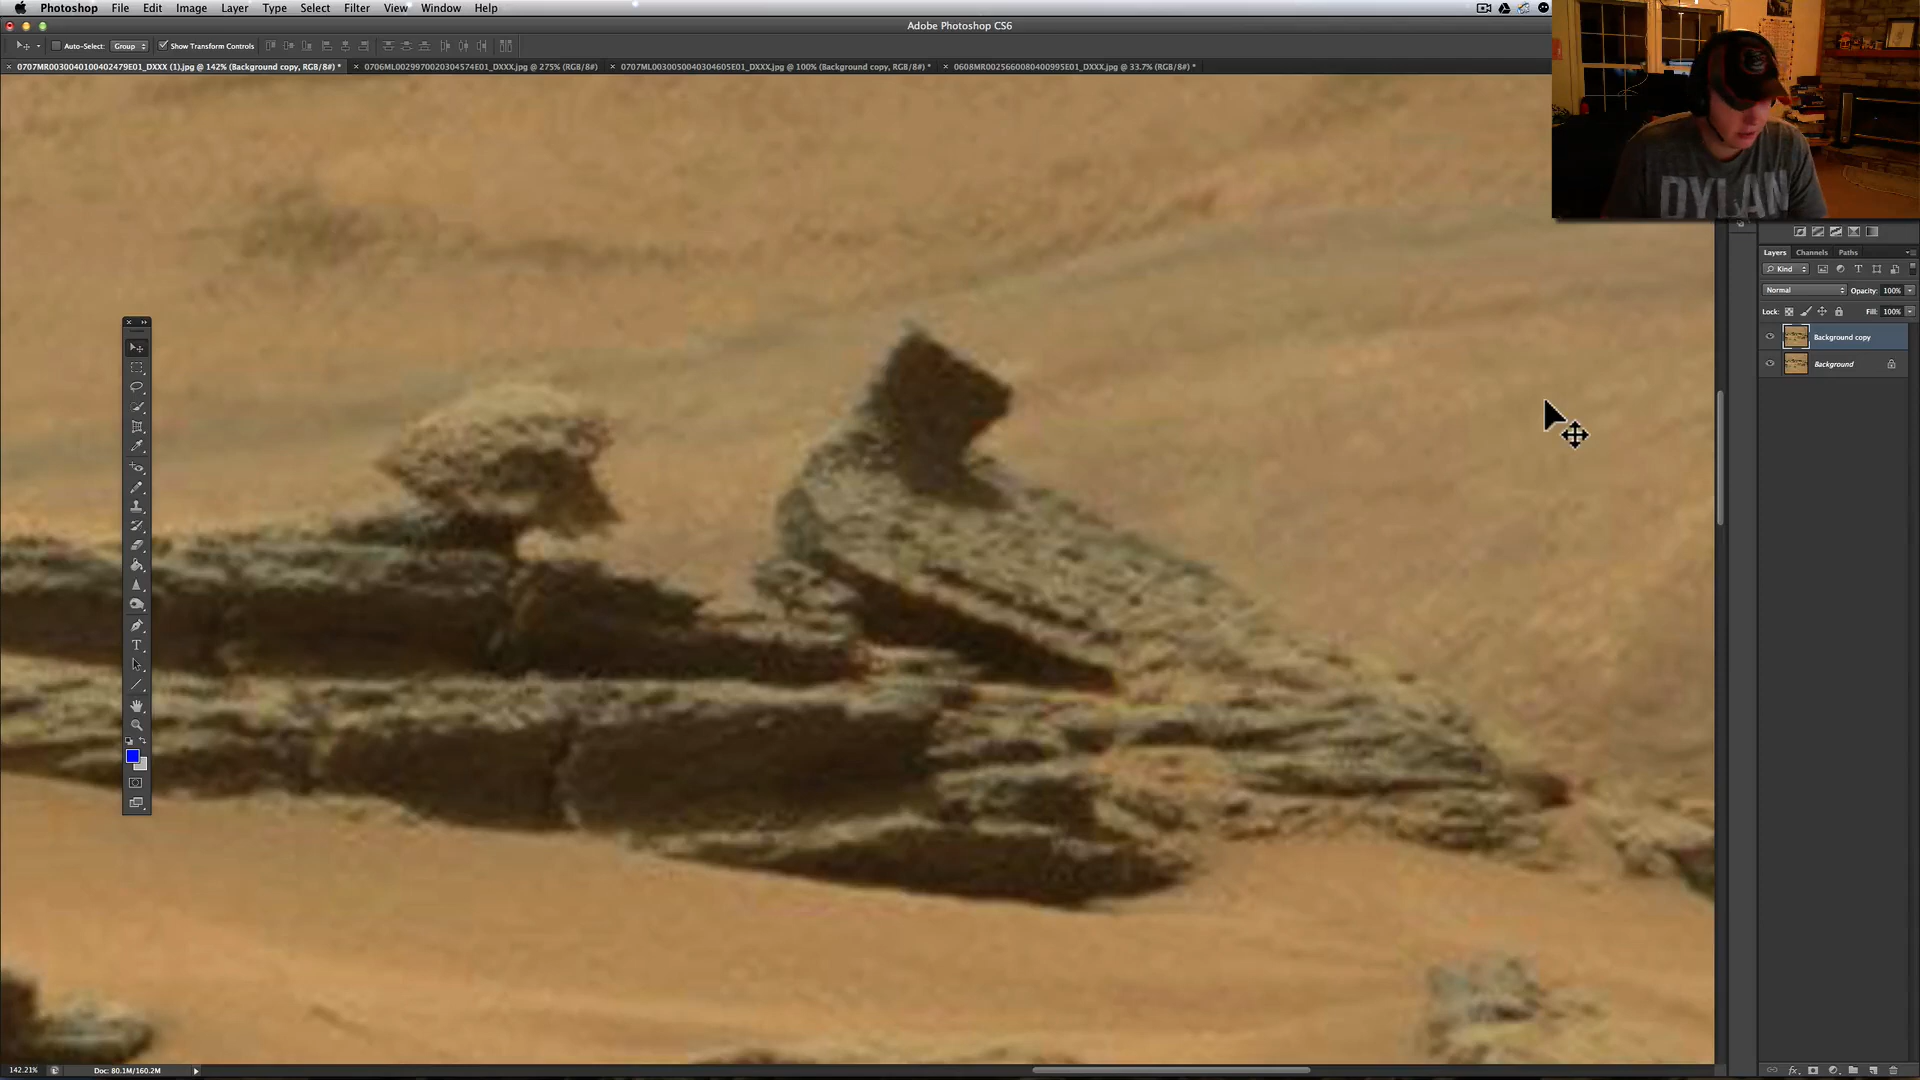 Photoshop File Edit Image Layer Type Select Filter View Window Help
Adobe Photoshop CS6
Auto-Select: Group Show Transform Controls
0707MR0030040100402479E01_DXXX (1).jpg @ 142% (Background copy, RGB/8#) * 0706ML0029970020304574E01_DXXX.jpg @ 275% (RGB/8#) 0707ML0030050040304605E01_DXXX.jpg @ 100% (Background copy, RGB/8#) * 0608MR0025660080400995E01_DXXX.jpg @ 33.7% (RGB/8#) *
DYLAN
Layers Channels Paths
Kind
Normal Opacity: 100%
Lock: Fill: 100%
Background copy
Background
142.21% Doc: 80.1M/160.2M